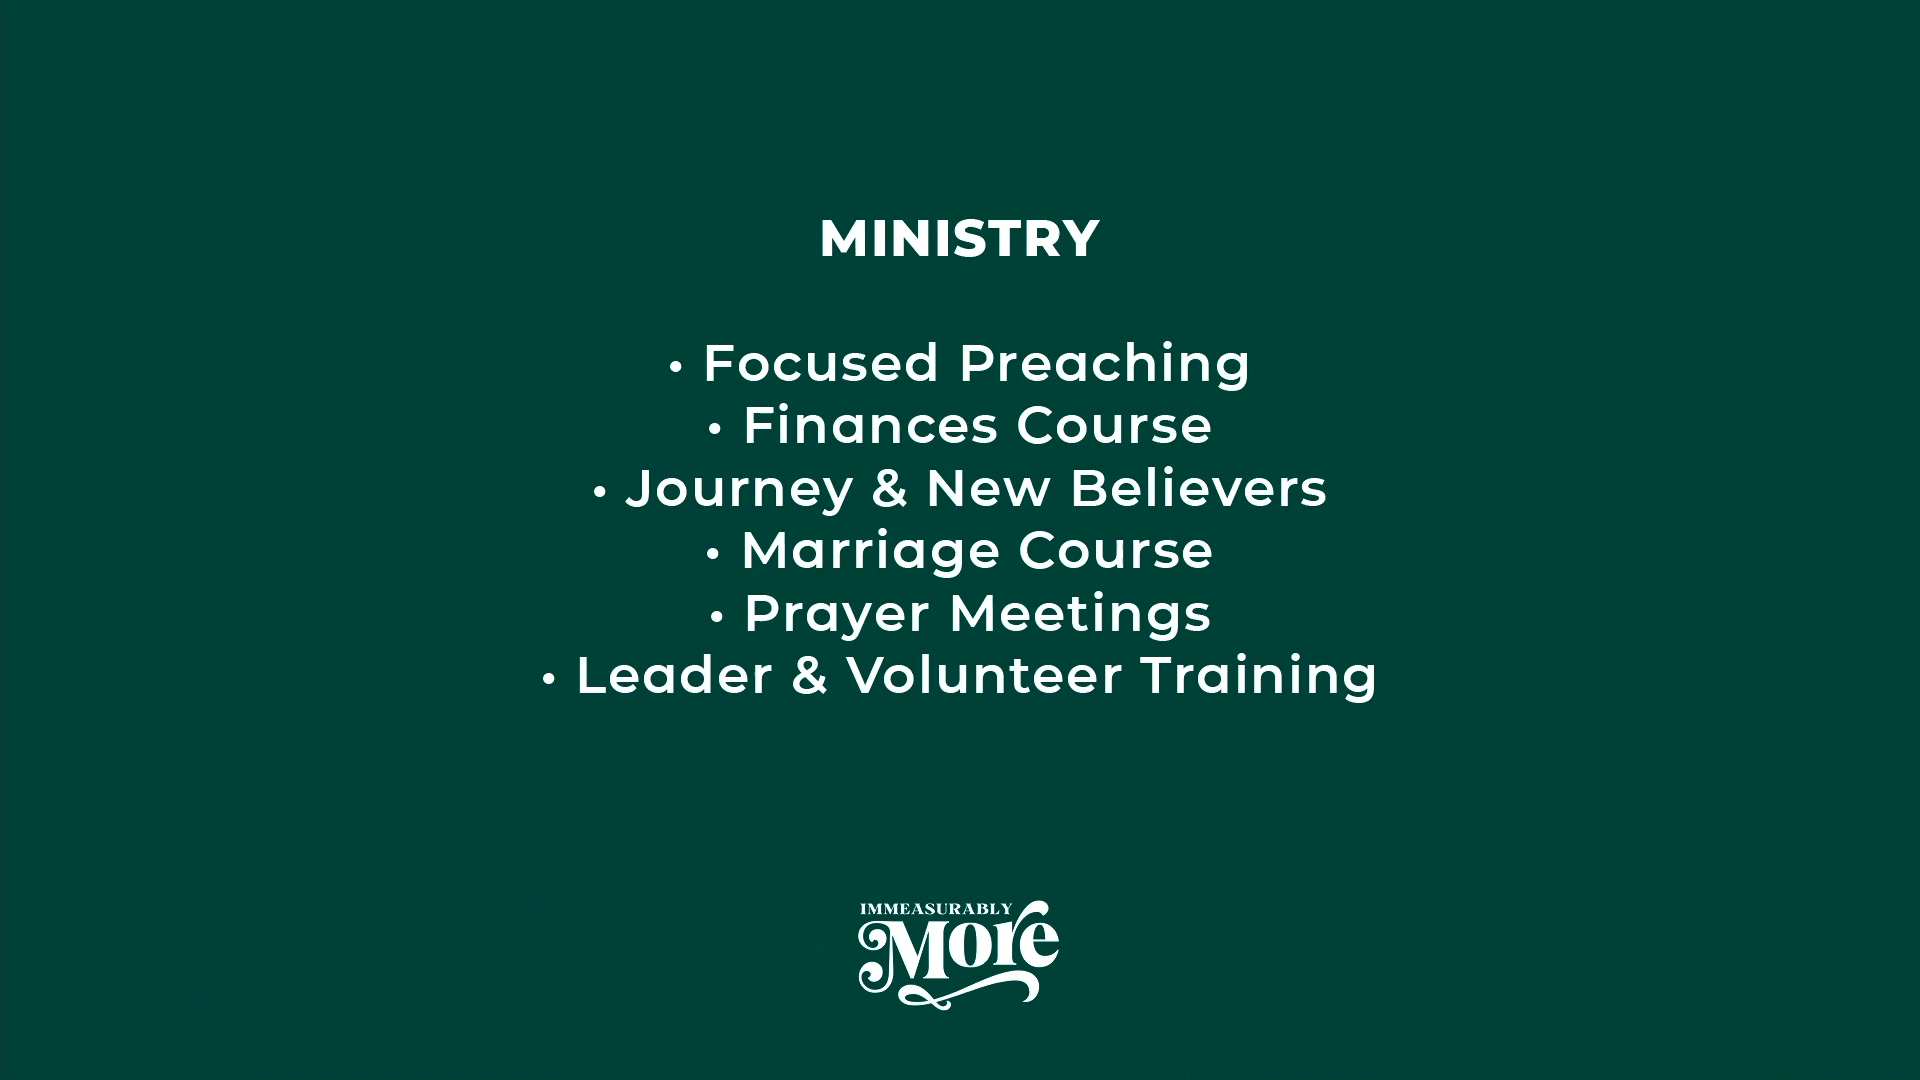 MINISTRY
• Focused Preaching
• Finances Course
• Journey & New Believers
• Marriage Course
• Prayer Meetings
• Leader & Volunteer Training
IMMEASURABLY
More